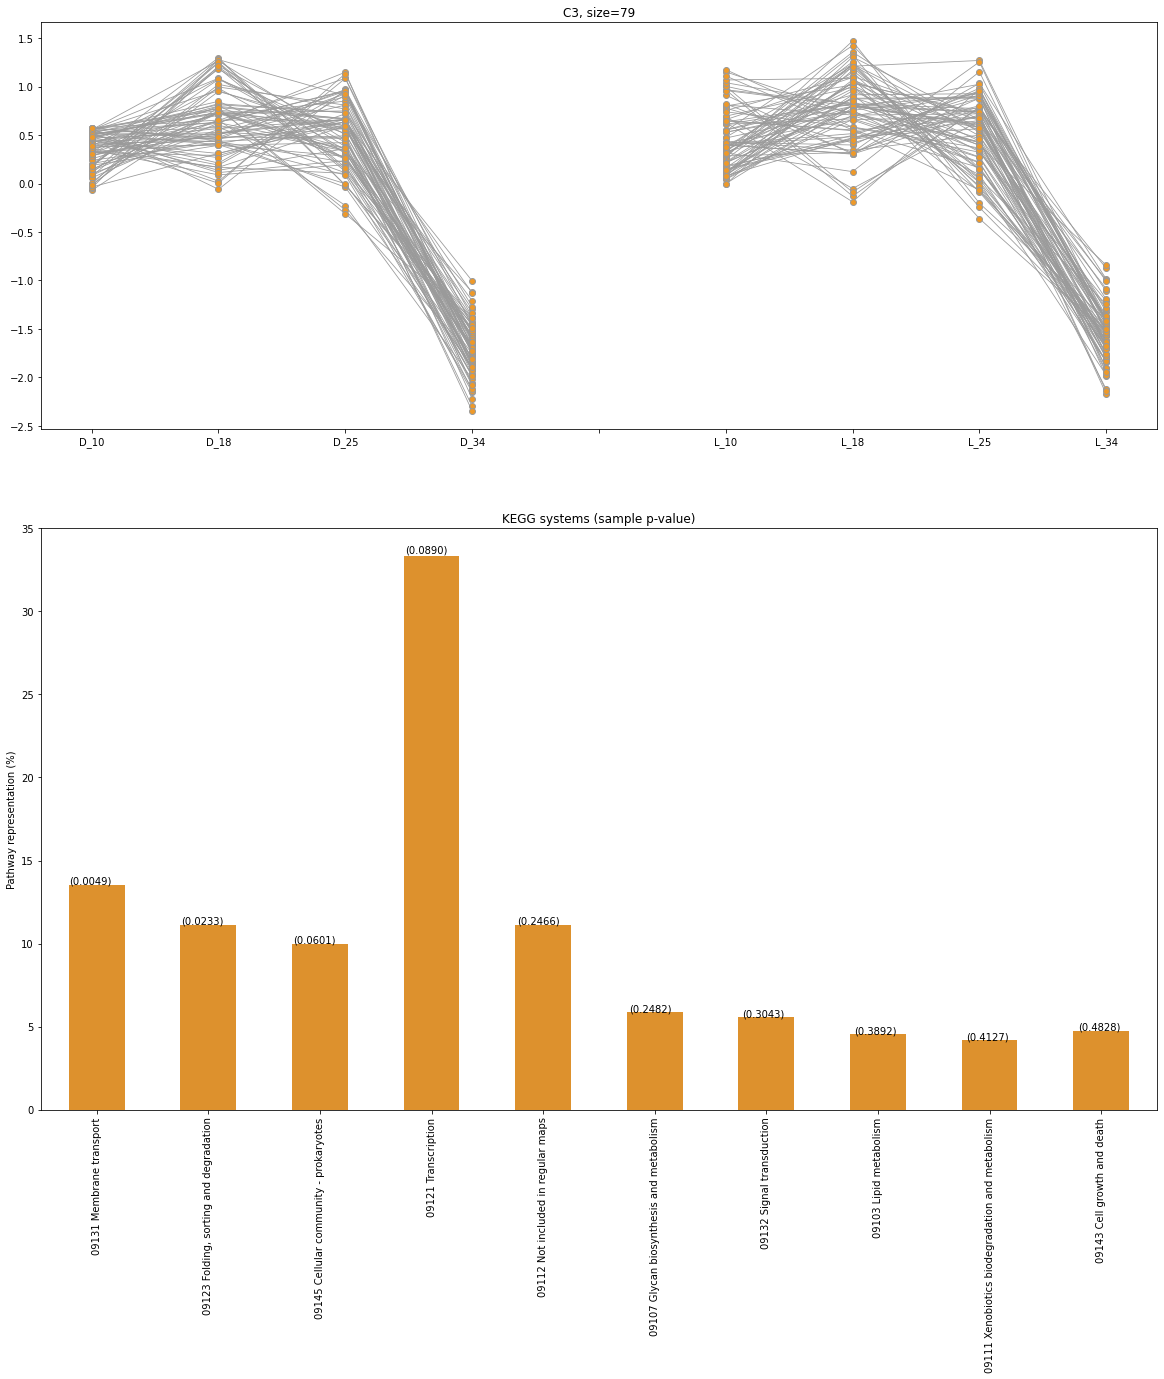 C3, size=79
1.5
1.0
0.5
0.0
−0.5
−1.0
−1.5
−2.0
−2.5
D_10 D_18 D_25 D_34 L_10 L_18 L_25 L_34
KEGG systems (sample p-value)
Pathway representation (%)
35
30
25
20
15
10
5
0
(0.0049)
(0.0233)
(0.0601)
(0.0890)
(0.2466)
(0.2482)
(0.3043)
(0.3892)
(0.4127)
(0.4828)
09131 Membrane transport
09123 Folding, sorting and degradation
09145 Cellular community - prokaryotes
09121 Transcription
09112 Not included in regular maps
09107 Glycan biosynthesis and metabolism
09132 Signal transduction
09103 Lipid metabolism
09111 Xenobiotics biodegradation and metabolism
09143 Cell growth and death